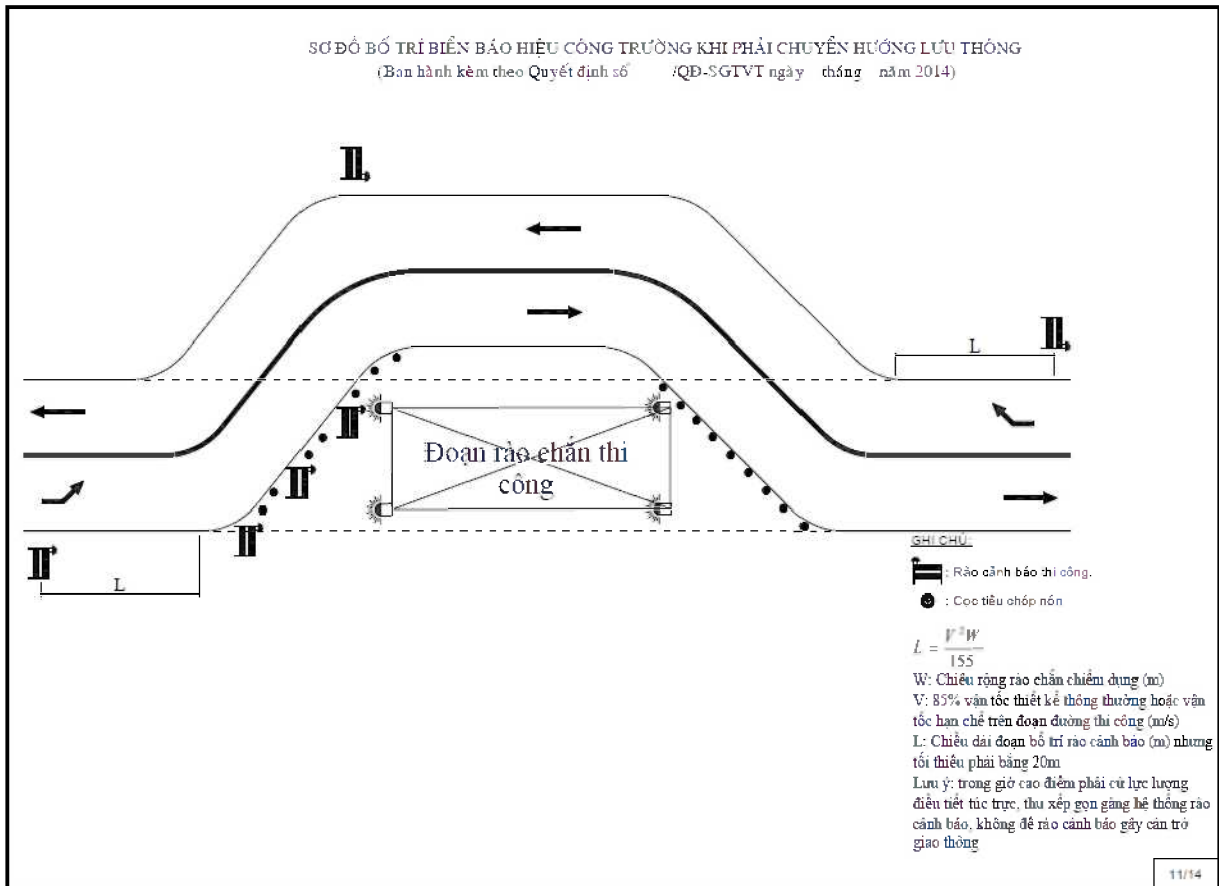 SƠ ĐỒ BỐ TRÍ BIỂN BÁO HIỆU CÔNG TRƯỜNG KHI PHẢI CHUYỂN HƯỚNG LƯU THÔNG
(Ban hành kèm theo Quyết định số /QĐ-SGTVT ngày tháng năm 2014)
L
Đoạn rào chắn thi
công
L
GHI CHÚ:
: Rào cảnh báo thi công.
: Cọc tiêu chóp nón
L = V²W
155
W: Chiều rộng rào chắn chiếm dụng (m)
V: 85% vận tốc thiết kế thông thường hoặc vận
tốc hạn chế trên đoạn đường thi công (m/s)
L: Chiều dài đoạn bố trí rào cảnh báo (m) nhưng
tối thiểu phải bằng 20m
Lưu ý: trong giờ cao điểm phải cử lực lượng
điều tiết túc trực, thu xếp gọn gàng hệ thống rào
cảnh báo, không để rào cảnh báo gây cản trở
giao thông
11/14